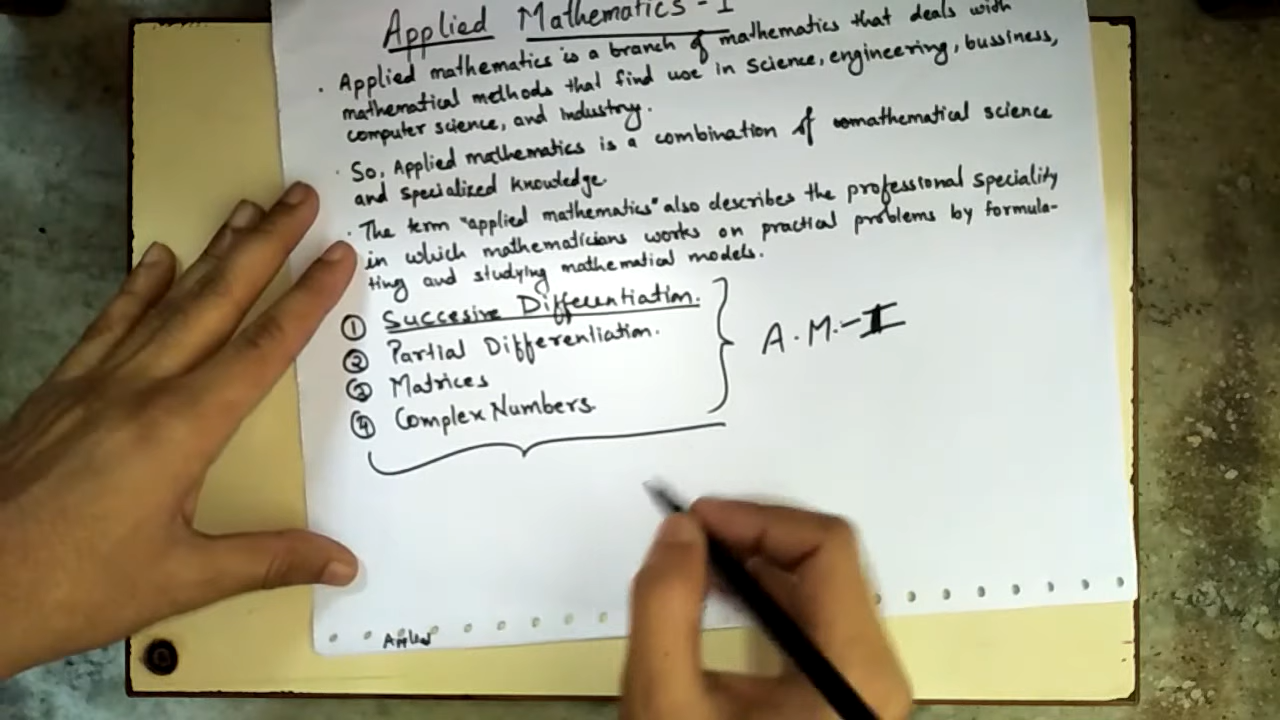 Applied Mathematics - I
· Applied mathematics is a branch of mathematics that deals with
mathematical methods that find use in science, engineering, bussiness,
computer science, and industry.
· So, Applied mathematics is a combination of mathematical science
and specialized knowledge.
· The term "applied mathematics" also describes the professional speciality
in which mathematicians works on practical problems by formula-
ting and studying mathematical models.
① Succesive Differentiation.
② Partial Differentiation.
③ Matrices
④ Complex Numbers.
A.M.-I